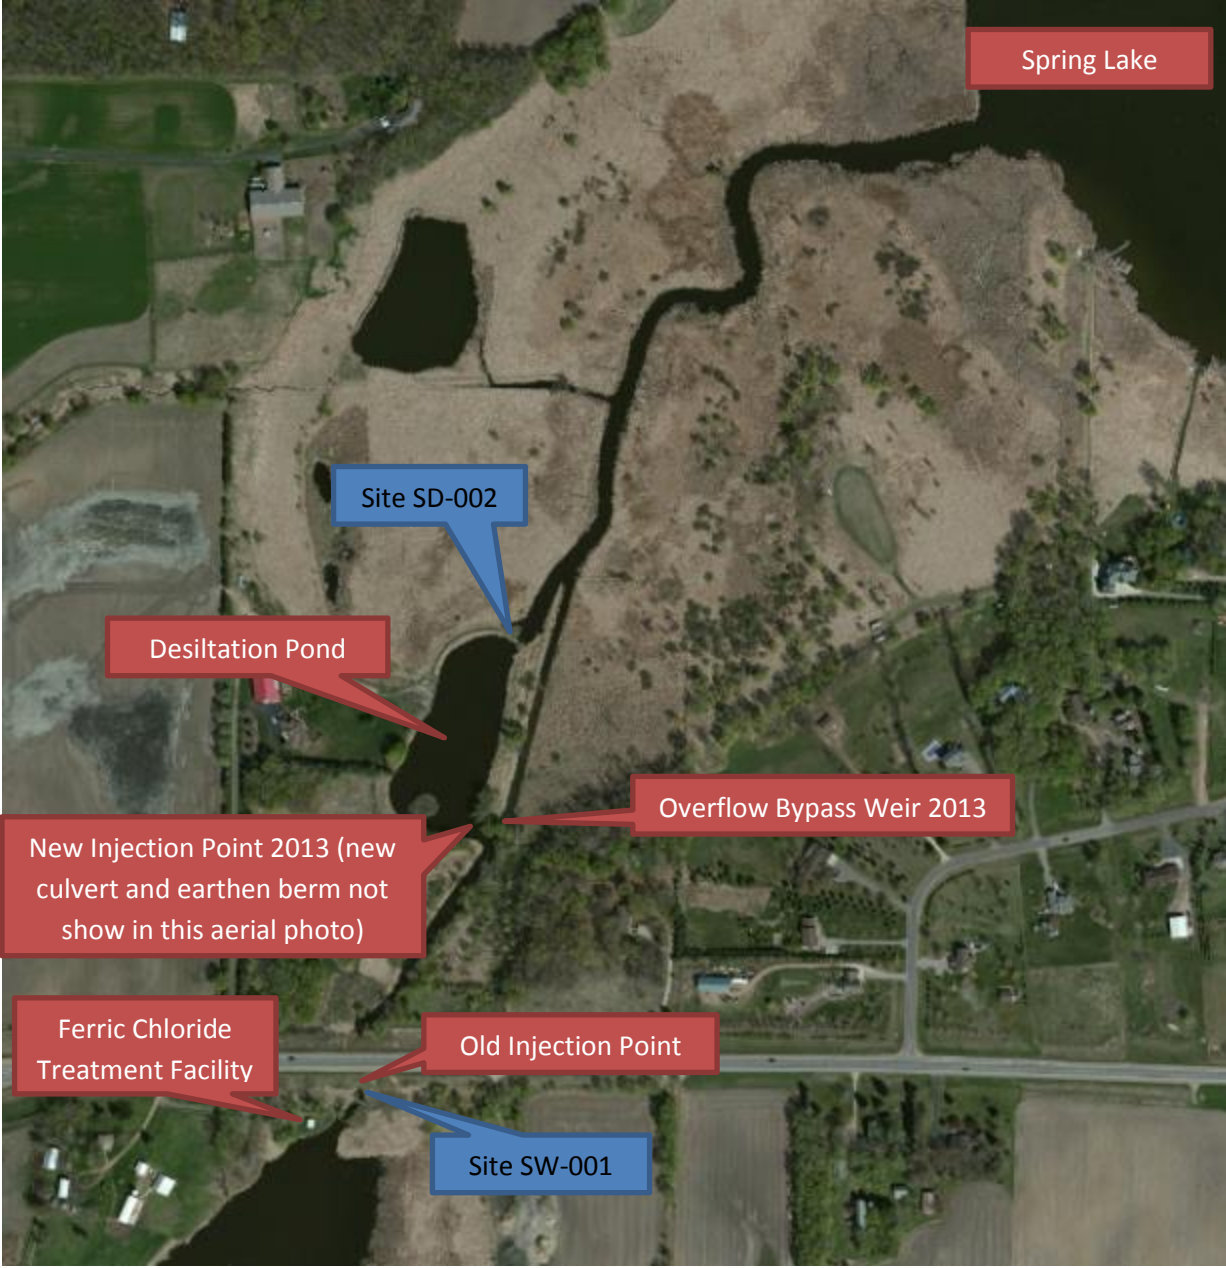 Spring Lake
Site SD-002
Desiltation Pond
Overflow Bypass Weir 2013
New Injection Point 2013 (new
culvert and earthen berm not
show in this aerial photo)
Ferric Chloride
Treatment Facility
Old Injection Point
Site SW-001